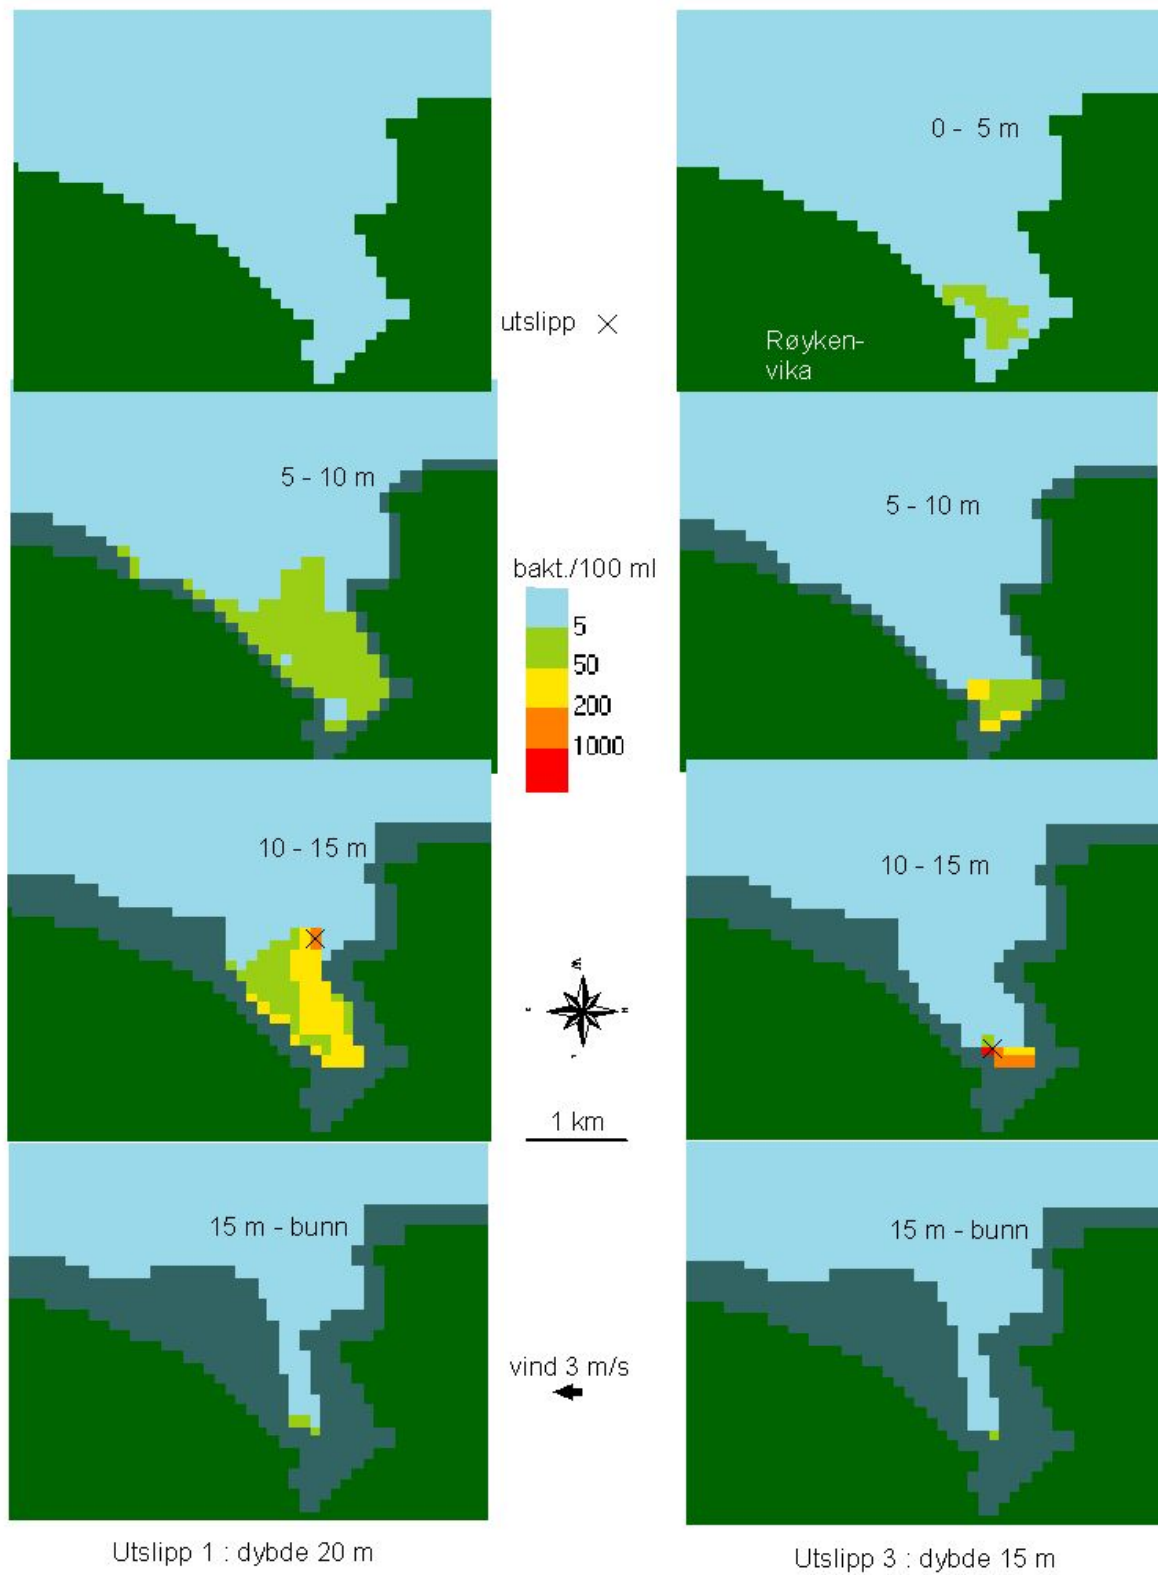 0 - 5 m
utslipp
Røyken-
vika
5 - 10 m
5 - 10 m
bakt./100 ml
5
50
200
1000
10 - 15 m
10 - 15 m
1 km
15 m - bunn
15 m - bunn
vind 3 m/s
Utslipp 1 : dybde 20 m
Utslipp 3 : dybde 15 m